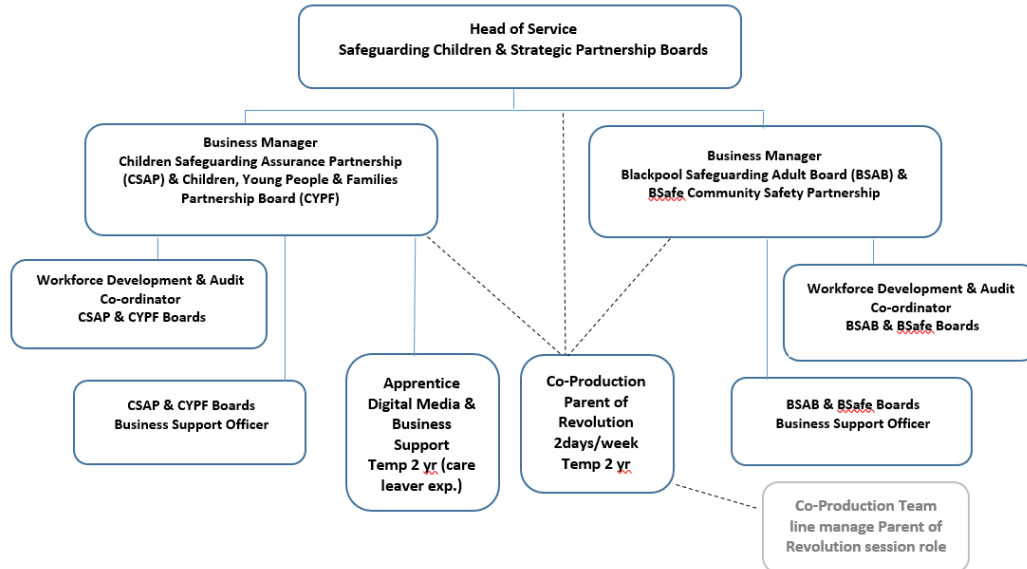 Head of Service
Safeguarding Children & Strategic Partnership Boards
Business Manager
Children Safeguarding Assurance Partnership
(CSAP) & Children, Young People & Families
Partnership Board (CYPF)
Business Manager
Blackpool Safeguarding Adult Board (BSAB) &
BSafe Community Safety Partnership
Workforce Development & Audit
Co-ordinator
CSAP & CYPF Boards
Workforce Development & Audit
Co-ordinator
BSAB & BSafe Boards
CSAP & CYPF Boards
Business Support Officer
Apprentice
Digital Media &
Business
Support
Temp 2 yr (care
leaver exp.)
Co-Production
Parent of
Revolution
2days/week
Temp 2 yr
BSAB & BSafe Boards
Business Support Officer
Co-Production Team
line manage Parent of
Revolution session role